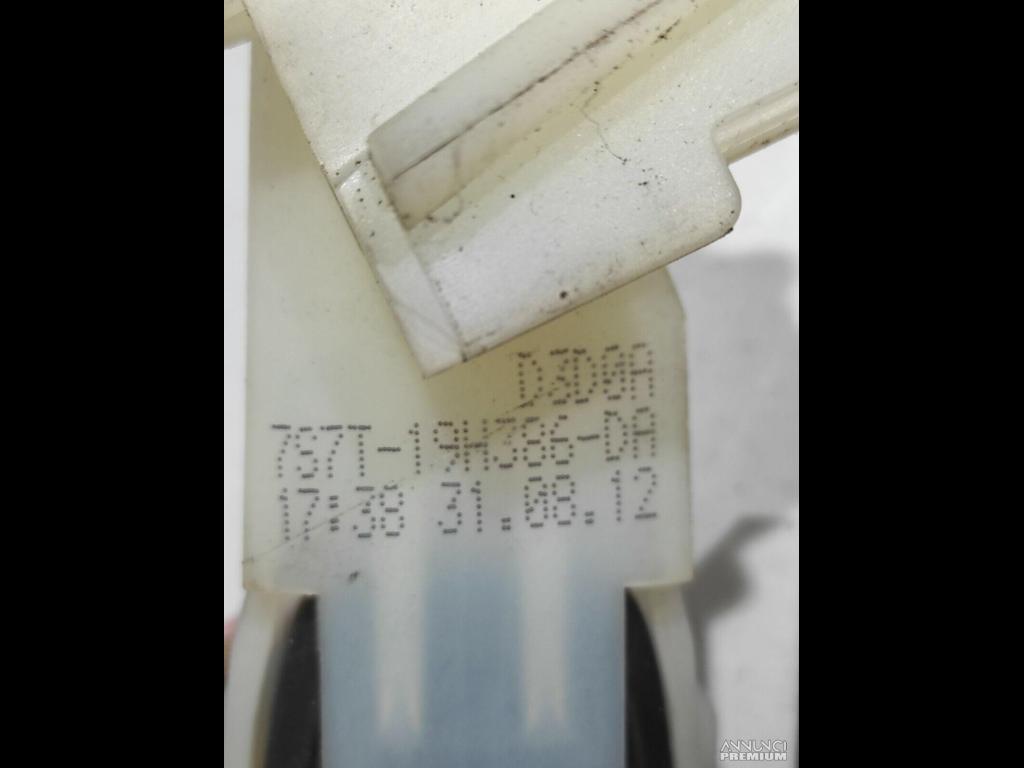 D3D0A
7S7T-19H386-DA
17:38 31.08.12
ANNUNCI
PREMIUM